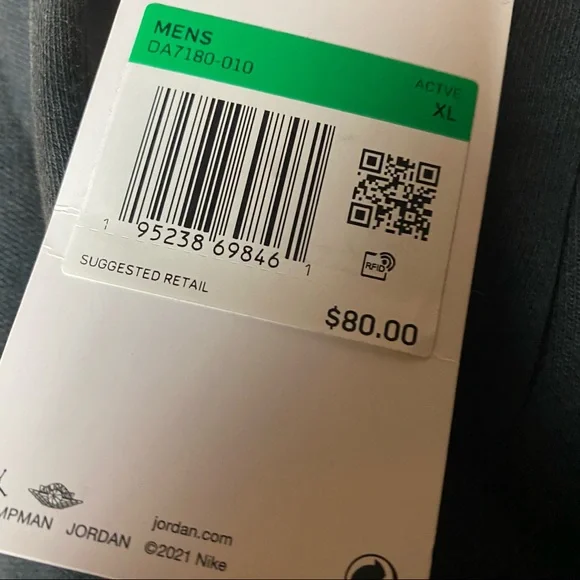 MENS
DA7180-010
ACTVE
XL
1 95238 69846 1
RFID
SUGGESTED RETAIL
$80.00
MPMAN JORDAN
jordan.com
©2021 Nike